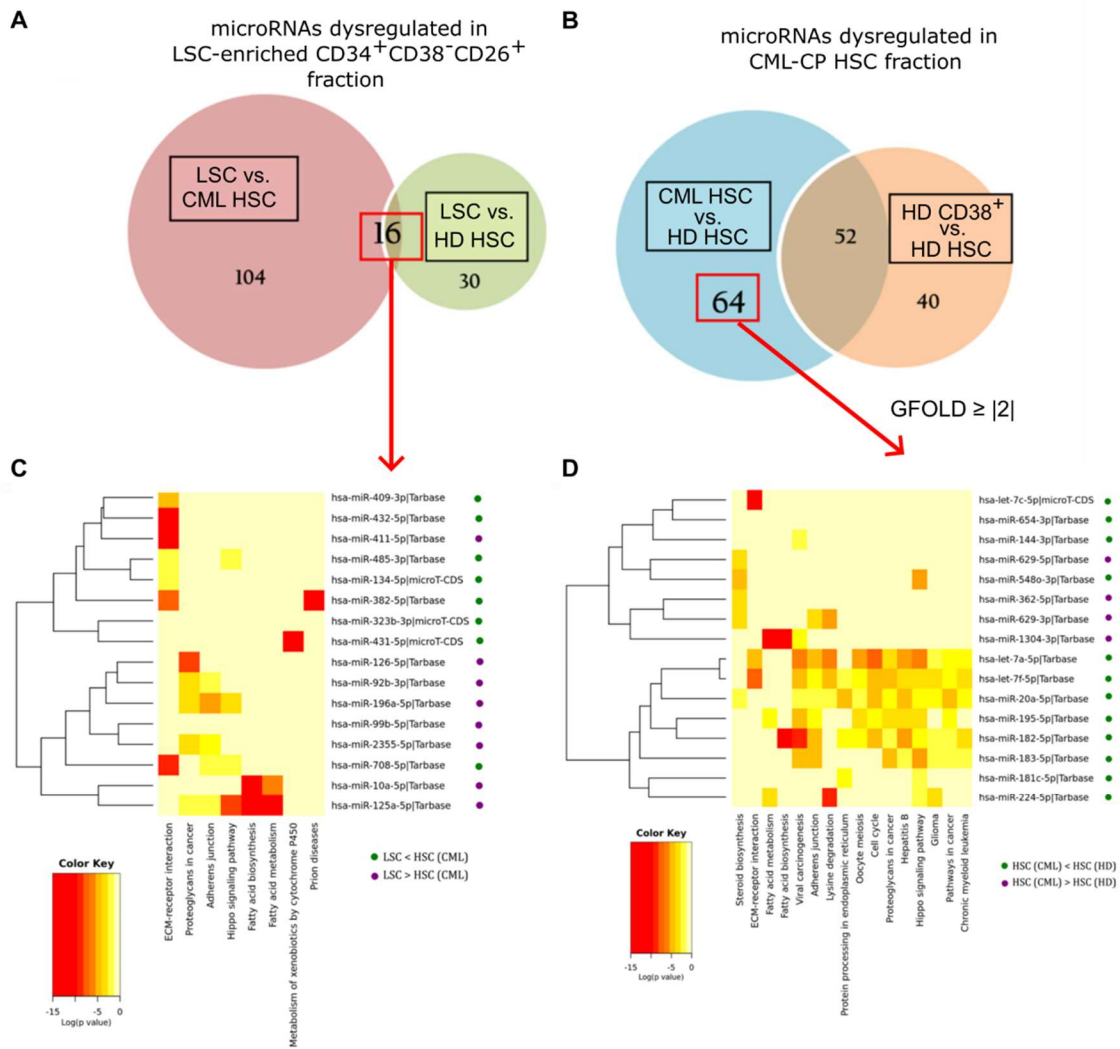 A
microRNAs dysregulated in
LSC-enriched CD34+CD38-CD26+
fraction
LSC vs.
CML HSC
16
LSC vs.
HD HSC
104
30
B
microRNAs dysregulated in
CML-CP HSC fraction
CML HSC
vs.
HD HSC
52
HD CD38+
vs.
HD HSC
64
40
GFOLD ≥ |2|
C
hsa-miR-409-3p|Tarbase
hsa-miR-432-5p|Tarbase
hsa-miR-411-5p|Tarbase
hsa-miR-485-3p|Tarbase
hsa-miR-134-5p|microT-CDS
hsa-miR-382-5p|Tarbase
hsa-miR-323b-3p|microT-CDS
hsa-miR-431-5p|microT-CDS
hsa-miR-126-5p|Tarbase
hsa-miR-92b-3p|Tarbase
hsa-miR-196a-5p|Tarbase
hsa-miR-99b-5p|Tarbase
hsa-miR-2355-5p|Tarbase
hsa-miR-708-5p|Tarbase
hsa-miR-10a-5p|Tarbase
hsa-miR-125a-5p|Tarbase
ECM-receptor interaction
Proteoglycans in cancer
Adherens junction
Hippo signaling pathway
Fatty acid biosynthesis
Fatty acid metabolism
Metabolism of xenobiotics by cytochrome P450
Prion diseases
LSC < HSC (CML)
LSC > HSC (CML)
Color Key
-15
-5
0
Log(p value)
D
hsa-let-7c-5p|microT-CDS
hsa-miR-654-3p|Tarbase
hsa-miR-144-3p|Tarbase
hsa-miR-629-5p|Tarbase
hsa-miR-548o-3p|Tarbase
hsa-miR-362-5p|Tarbase
hsa-miR-629-3p|Tarbase
hsa-miR-1304-3p|Tarbase
hsa-let-7a-5p|Tarbase
hsa-let-7f-5p|Tarbase
hsa-miR-20a-5p|Tarbase
hsa-miR-195-5p|Tarbase
hsa-miR-182-5p|Tarbase
hsa-miR-183-5p|Tarbase
hsa-miR-181c-5p|Tarbase
hsa-miR-224-5p|Tarbase
Steroid biosynthesis
ECM-receptor interaction
Fatty acid metabolism
Fatty acid biosynthesis
Viral carcinogenesis
Adherens junction
Lysine degradation
Protein processing in endoplasmic reticulum
Oocyte meiosis
Cell cycle
Proteoglycans in cancer
Hepatitis B
Hippo signaling pathway
Glioma
Pathways in cancer
Chronic myeloid leukemia
HSC (CML) < HSC (HD)
HSC (CML) > HSC (HD)
Color Key
-15
-5
0
Log(p value)